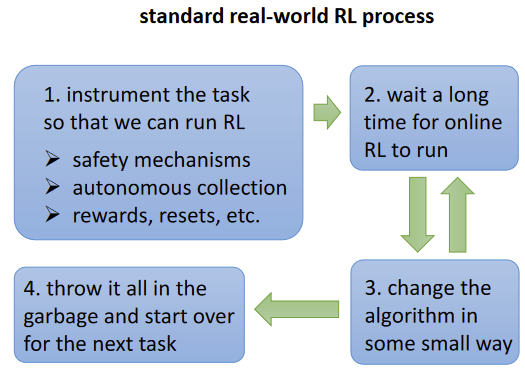 standard real-world RL process
1. instrument the task
so that we can run RL
➢ safety mechanisms
➢ autonomous collection
➢ rewards, resets, etc.
2. wait a long
time for online
RL to run
3. change the
algorithm in
some small way
4. throw it all in the
garbage and start over
for the next task